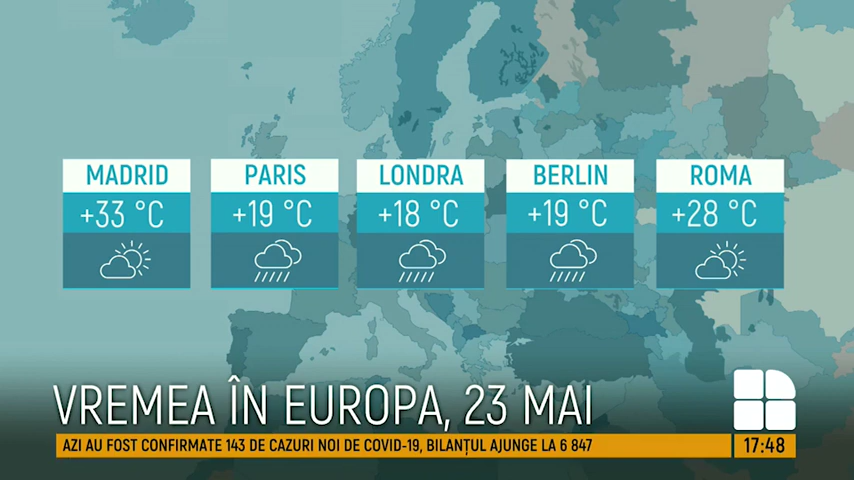 MADRID
+33 °C
PARIS
+19 °C
LONDRA
+18 °C
BERLIN
+19 °C
ROMA
+28 °C
VREMEA ÎN EUROPA, 23 MAI
AZI AU FOST CONFIRMATE 143 DE CAZURI NOI DE COVID-19, BILANȚUL AJUNGE LA 6 847
17:48